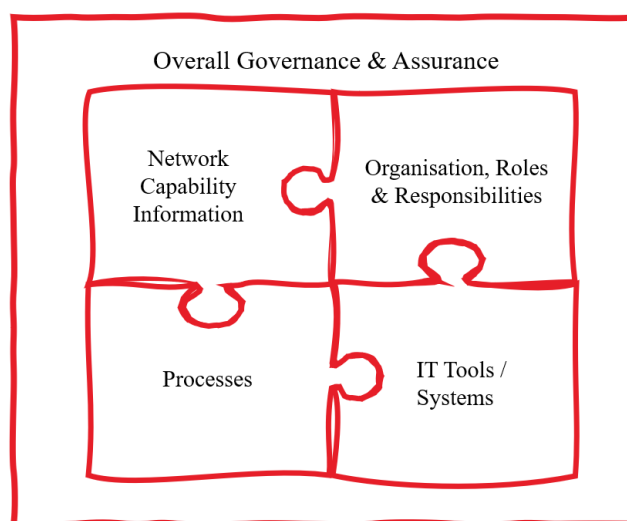 Overall Governance & Assurance
Network
Capability
Information
Organisation, Roles
& Responsibilities
Processes
IT Tools /
Systems